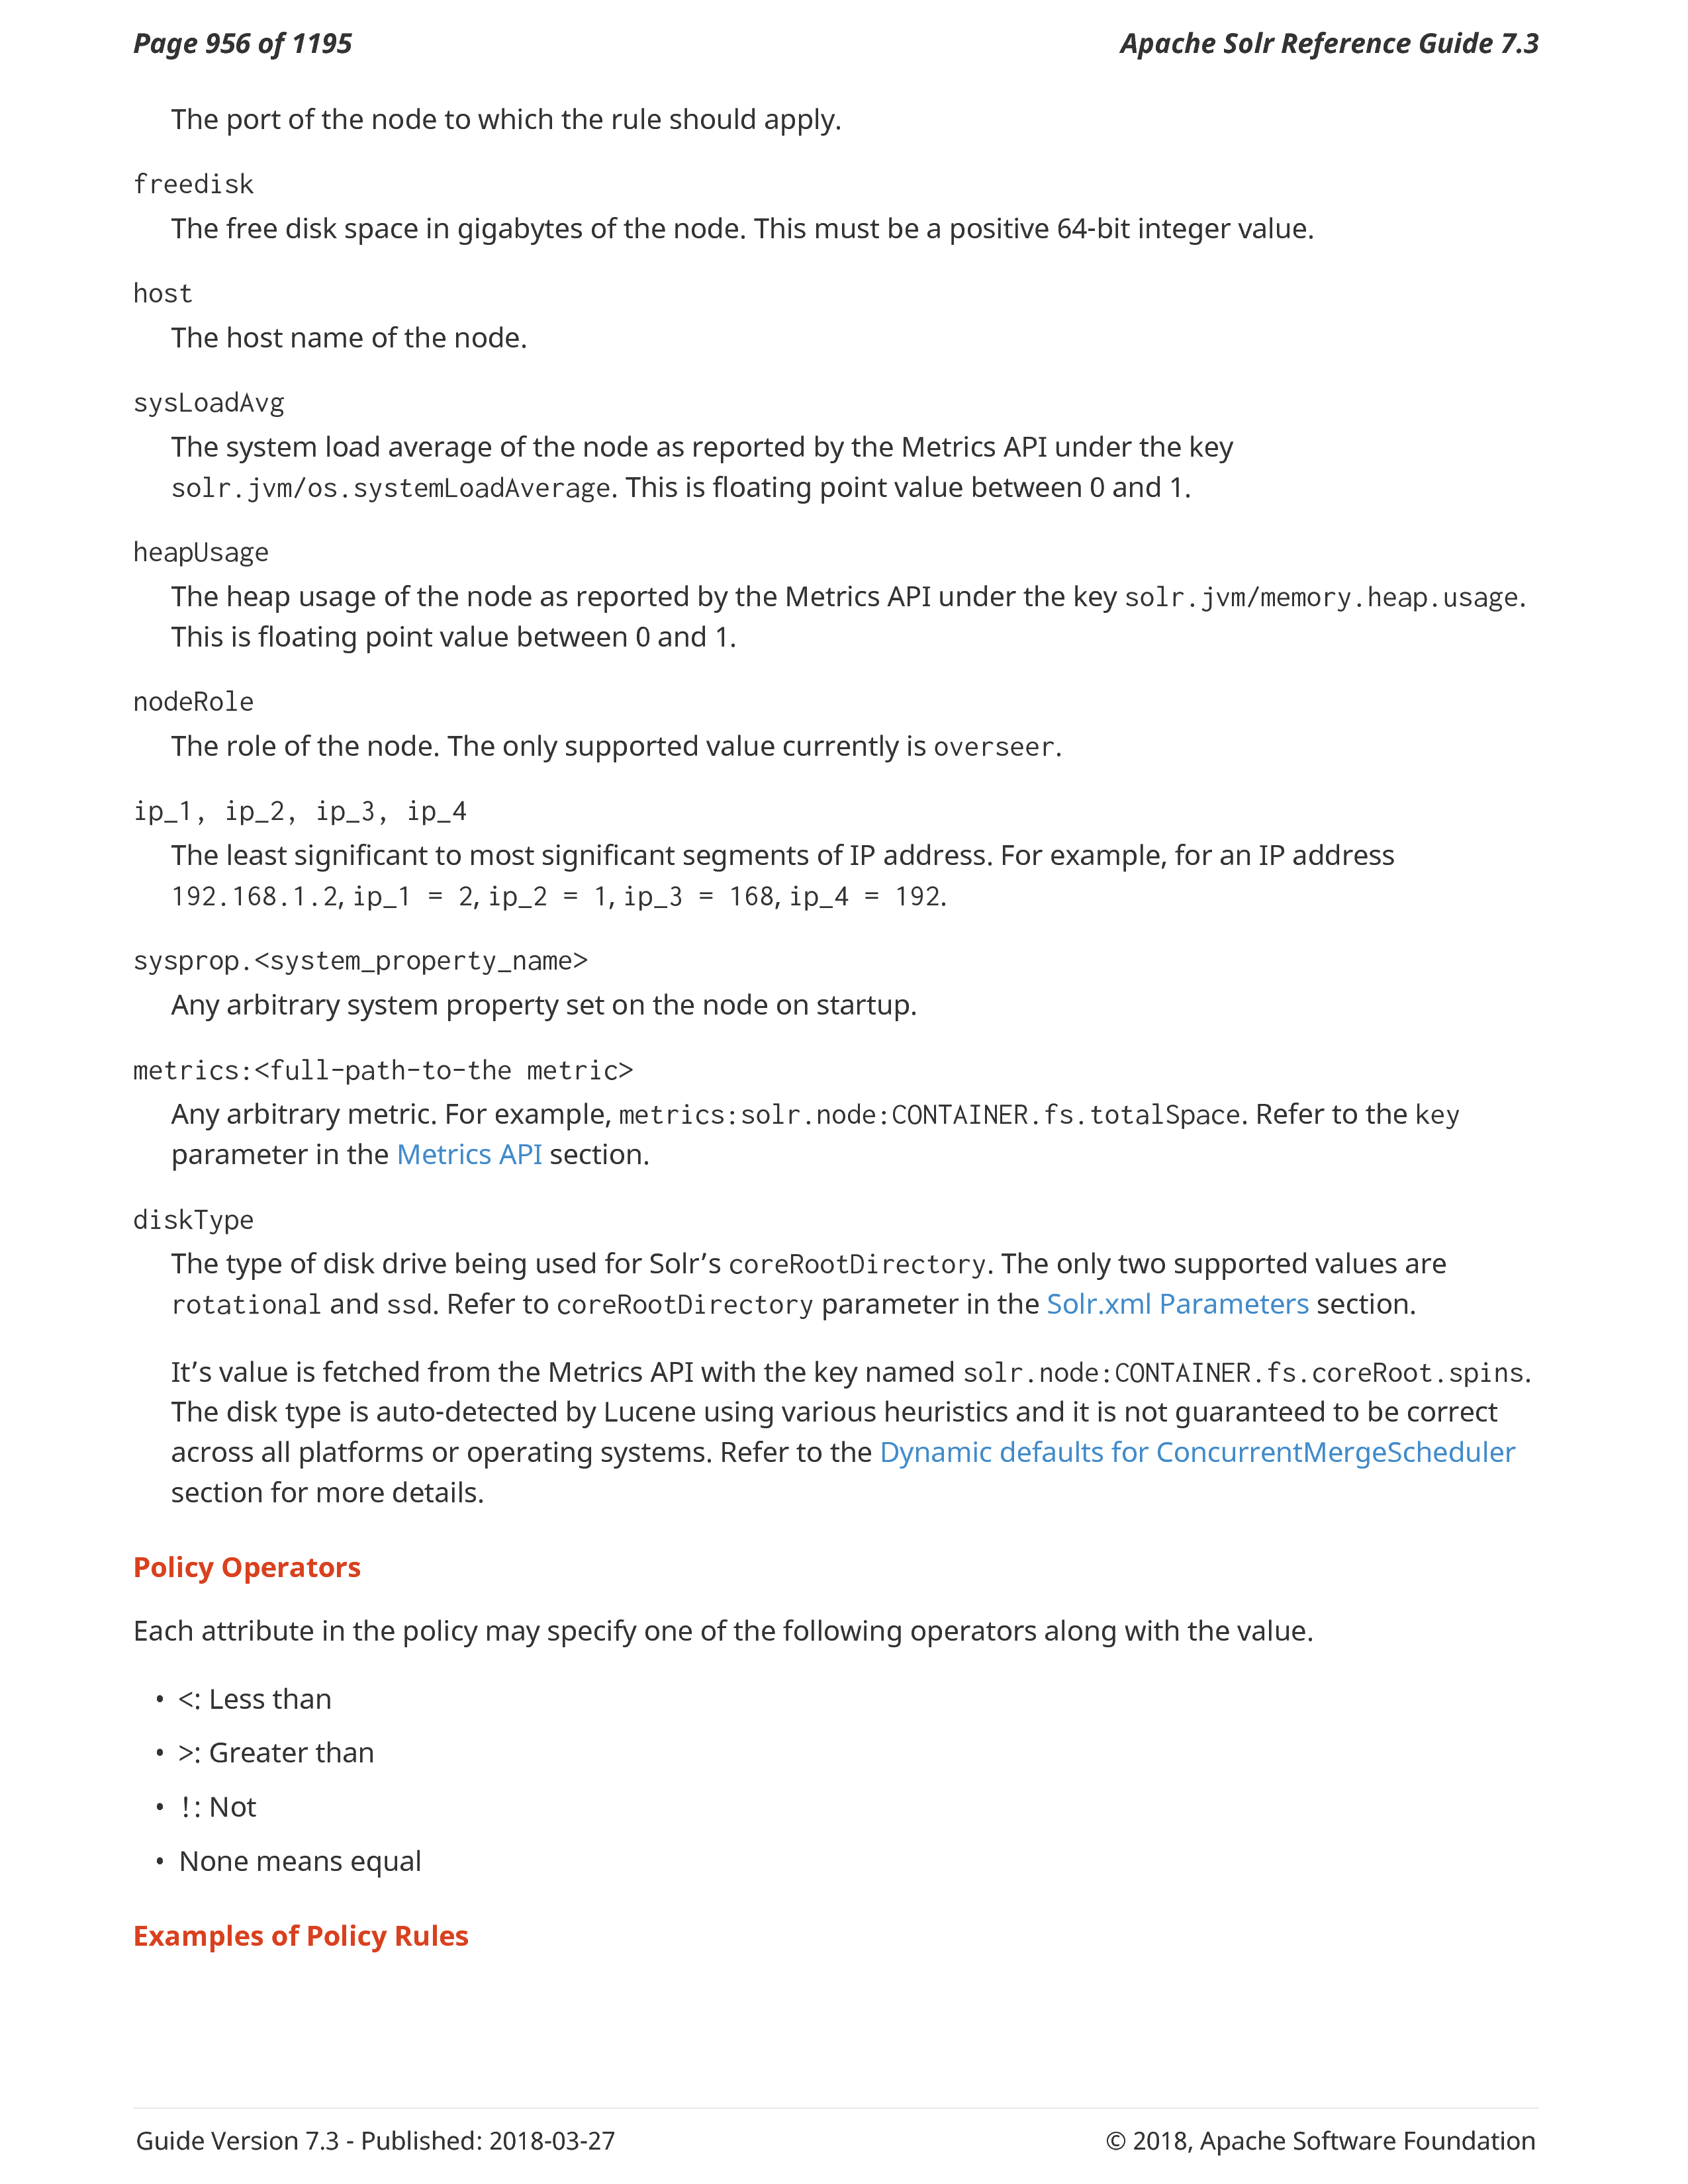 Page 956 of 1195
Apache Solr Reference Guide 7.3
The port of the node to which the rule should apply.
freedisk
The free disk space in gigabytes of the node. This must be a positive 64-bit integer value.
host
The host name of the node.
sysLoadAvg
The system load average of the node as reported by the Metrics API under the key
solr.jvm/os.systemLoadAverage. This is floating point value between 0 and 1.
heapUsage
The heap usage of the node as reported by the Metrics API under the key solr.jvm/memory.heap.usage.
This is floating point value between 0 and 1.
nodeRole
The role of the node. The only supported value currently is overseer.
ip_1, ip_2, ip_3, ip_4
The least significant to most significant segments of IP address. For example, for an IP address
192.168.1.2, ip_1 = 2, ip_2 = 1, ip_3 = 168, ip_4 = 192.
sysprop.<system_property_name>
Any arbitrary system property set on the node on startup.
metrics:<full-path-to-the metric>
Any arbitrary metric. For example, metrics:solr.node:CONTAINER.fs.totalSpace. Refer to the key
parameter in the Metrics API section.
diskType
The type of disk drive being used for Solr’s coreRootDirectory. The only two supported values are
rotational and ssd. Refer to coreRootDirectory parameter in the Solr.xml Parameters section.
It’s value is fetched from the Metrics API with the key named solr.node:CONTAINER.fs.coreRoot.spins.
The disk type is auto-detected by Lucene using various heuristics and it is not guaranteed to be correct
across all platforms or operating systems. Refer to the Dynamic defaults for ConcurrentMergeScheduler
section for more details.
Policy Operators
Each attribute in the policy may specify one of the following operators along with the value.
• <: Less than
• >: Greater than
• !: Not
• None means equal
Examples of Policy Rules
Guide Version 7.3 - Published: 2018-03-27
© 2018, Apache Software Foundation